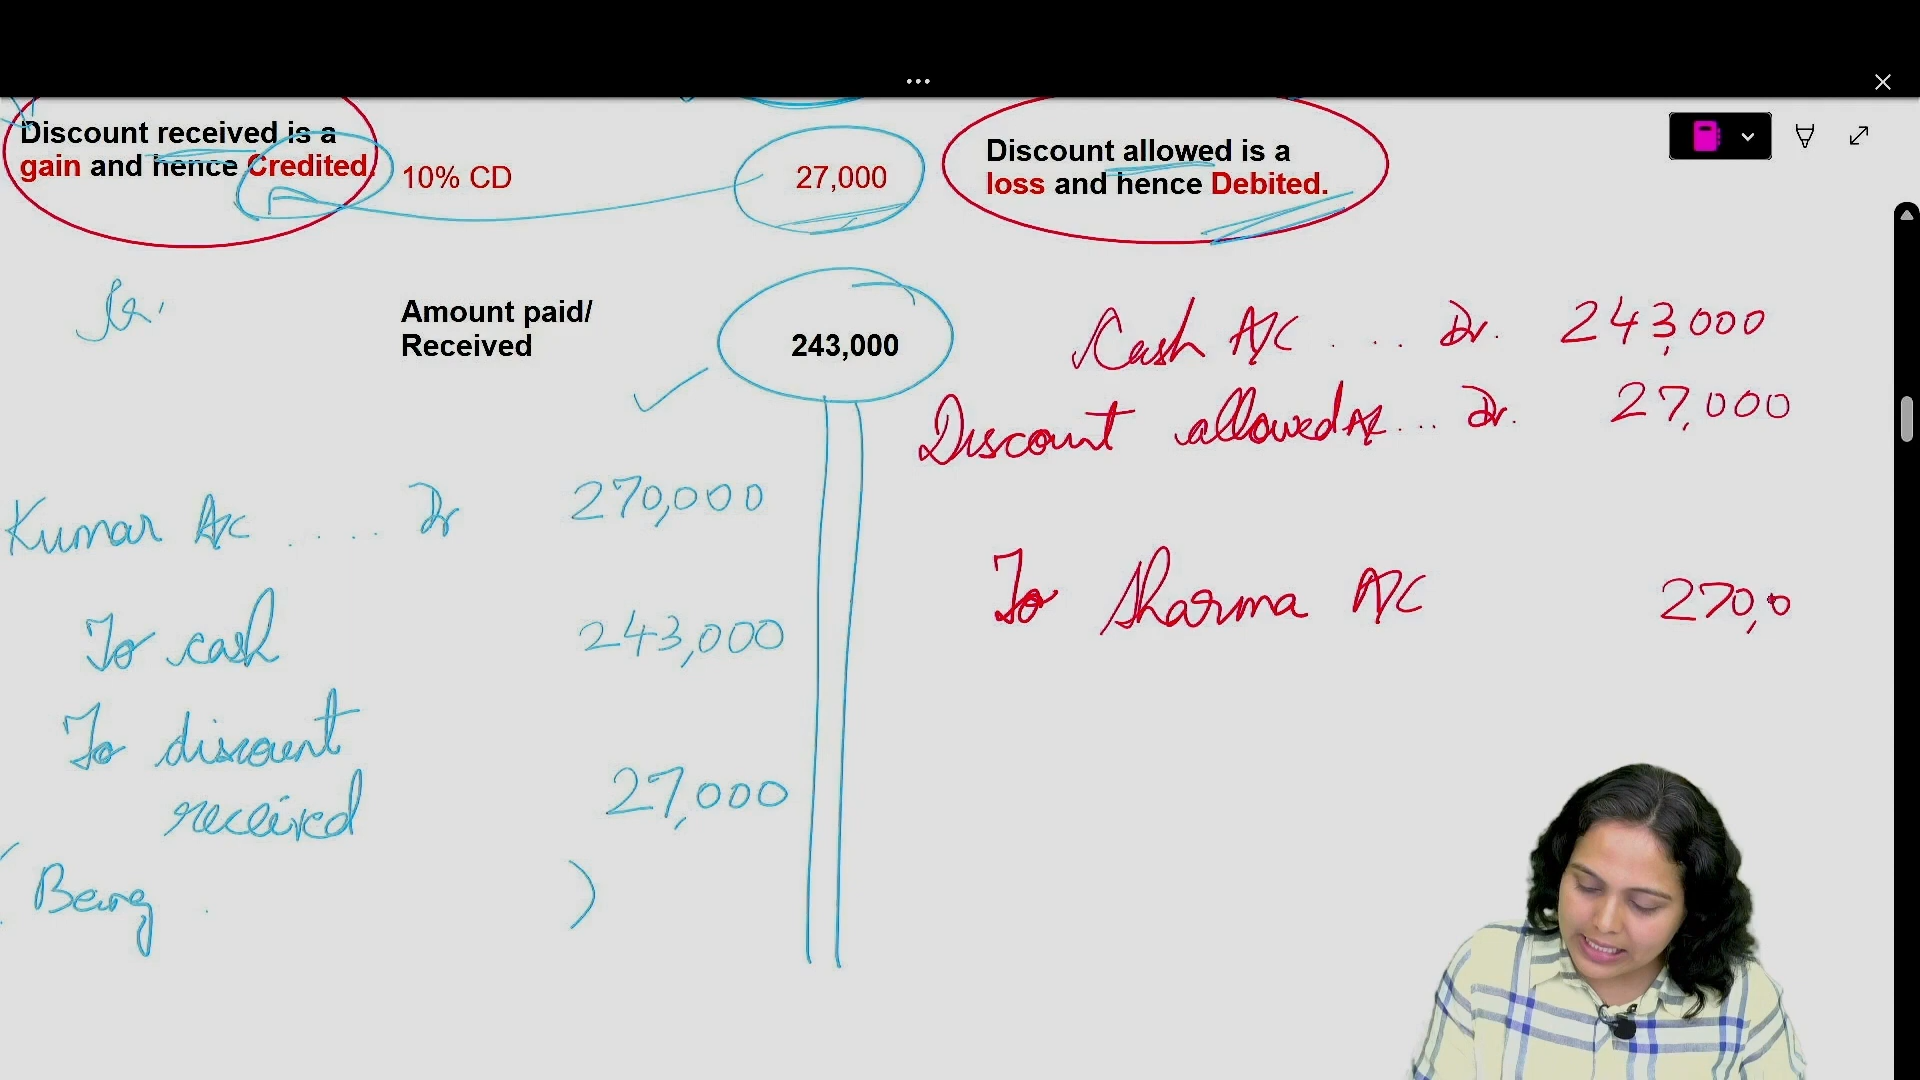 Discount received is a
gain and hence Credited.
10% CD
27,000
Discount allowed is a
loss and hence Debited.
Amount paid/
Received
243,000
Kumar A/c .... Dr 270,000
To cash 243,000
To discount
received 27,000
( Being . )
Cash A/C .... Dr. 243,000
Discount allowed A/c ... Dr. 27,000
To Sharma A/C 270,0